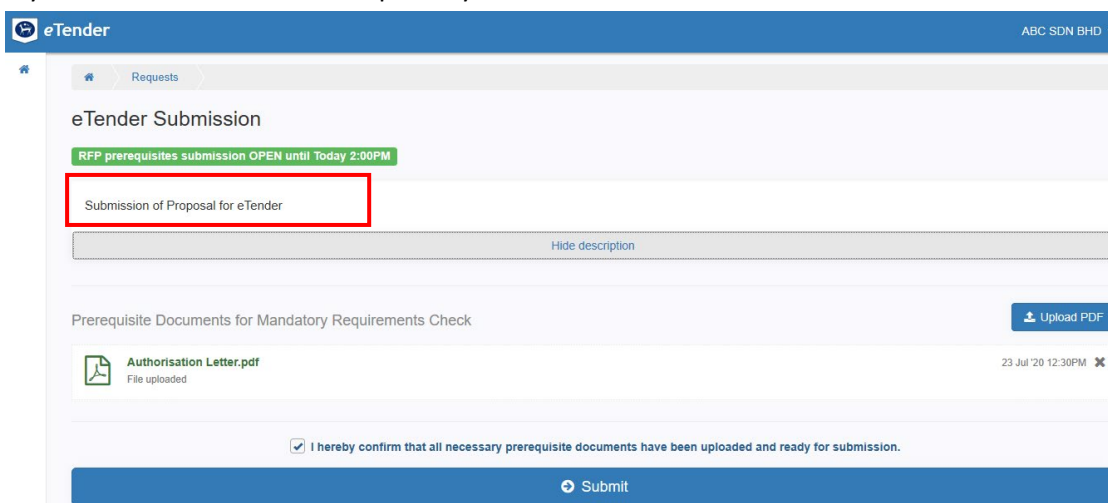 eTender
ABC SDN BHD
Requests
eTender Submission
RFP prerequisites submission OPEN until Today 2:00PM
Submission of Proposal for eTender
Hide description
Prerequisite Documents for Mandatory Requirements Check
Upload PDF
Authorisation Letter.pdf
File uploaded
23 Jul '20 12:30PM
I hereby confirm that all necessary prerequisite documents have been uploaded and ready for submission.
Submit